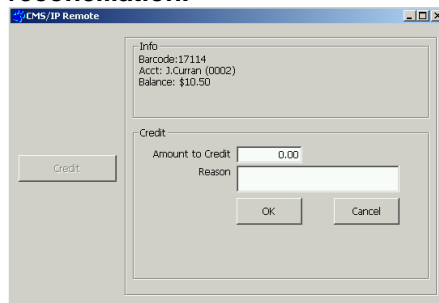 reconciliation.
CMS/IP Remote
Info
Barcode:17114
Acct: J.Curran (0002)
Balance: $10.50
Credit
Credit
Amount to Credit 0.00
Reason
OK Cancel